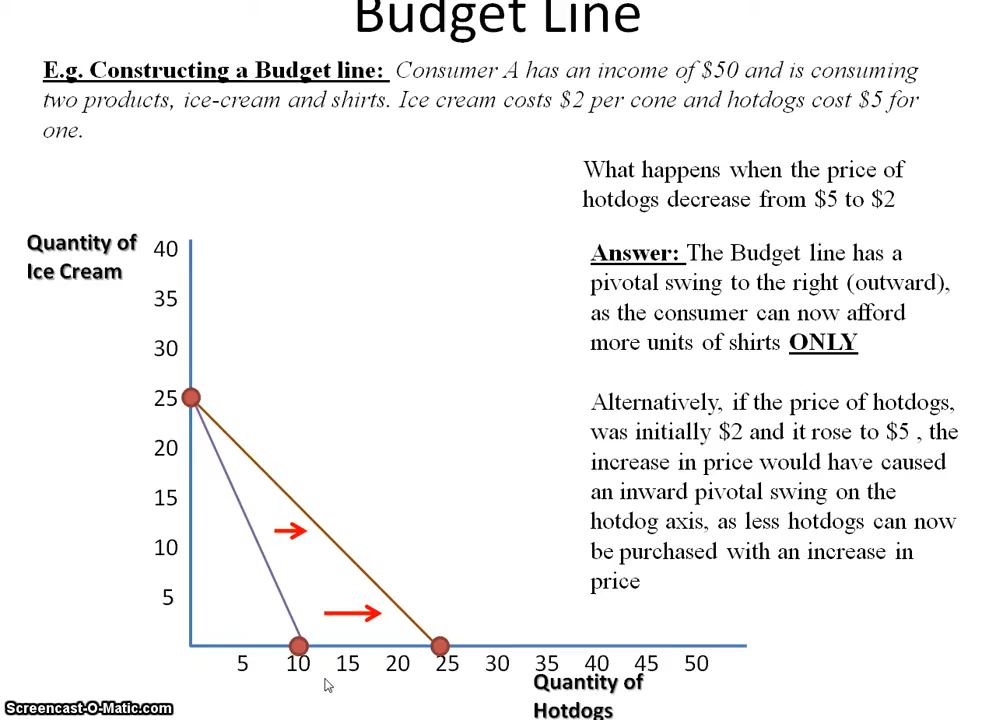 Budget Line
E.g. Constructing a Budget line: Consumer A has an income of $50 and is consuming
two products, ice-cream and shirts. Ice cream costs $2 per cone and hotdogs cost $5 for
one.
What happens when the price of
hotdogs decrease from $5 to $2
Answer: The Budget line has a
pivotal swing to the right (outward),
as the consumer can now afford
more units of shirts ONLY
Alternatively, if the price of hotdogs,
was initially $2 and it rose to $5 , the
increase in price would have caused
an inward pivotal swing on the
hotdog axis, as less hotdogs can now
be purchased with an increase in
price
Quantity of
Ice Cream
40
35
30
25
20
15
10
5
5 10 15 20 25 30 35 40 45 50
Quantity of
Hotdogs
Screencast-O-Matic.com